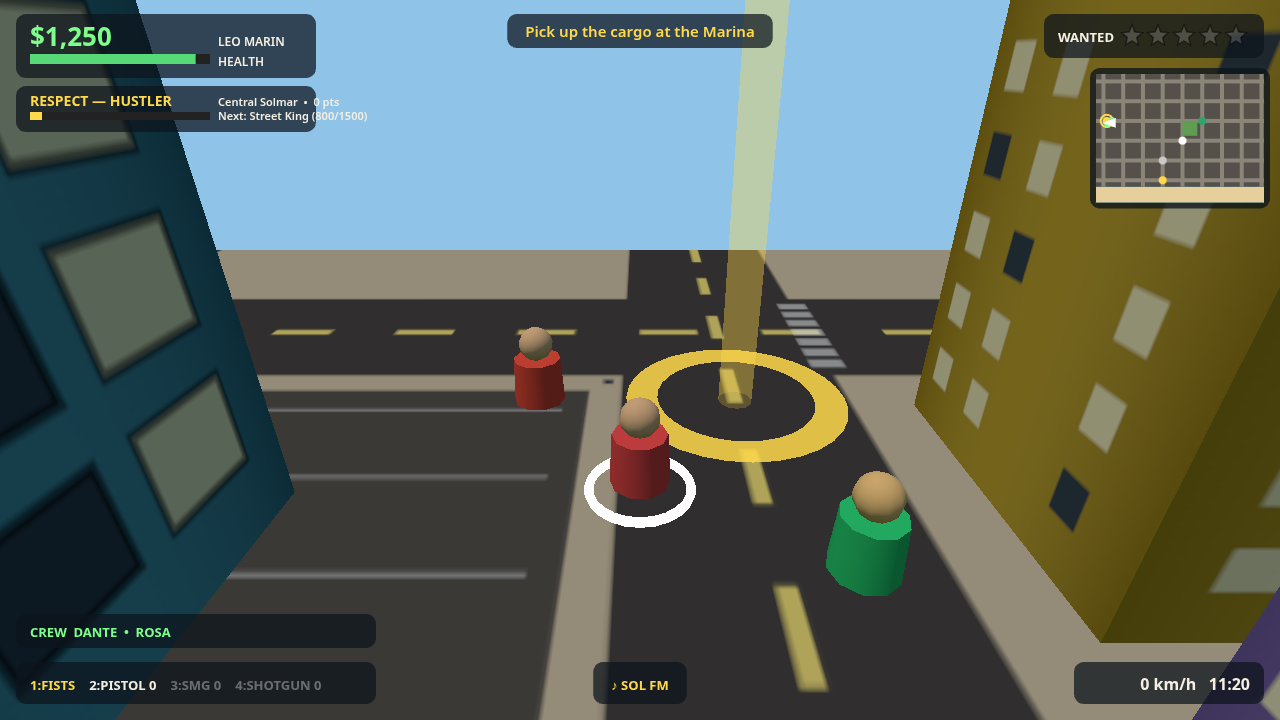 $1,250
LEO MARIN
HEALTH
RESPECT — HUSTLER
Central Solmar • 0 pts
Next: Street King (800/1500)
Pick up the cargo at the Marina
WANTED
CREW DANTE • ROSA
1:FISTS 2:PISTOL 0 3:SMG 0 4:SHOTGUN 0
♪ SOL FM
0 km/h 11:20